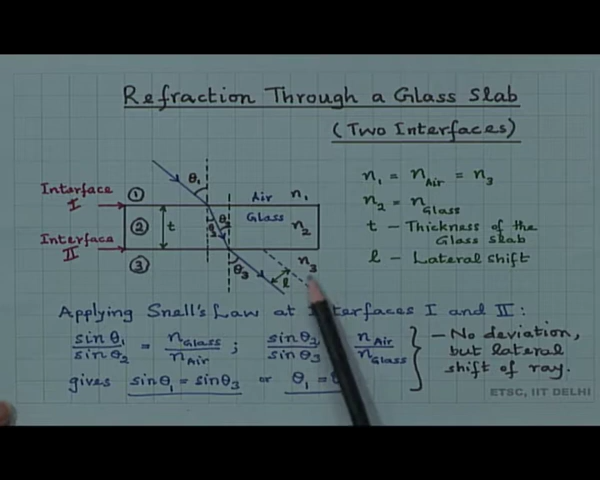 Refraction Through a Glass Slab
(Two Interfaces)
Interface I
Interface II
① ② ③
θ₁
θ₂
θ₃
t
l
Air n₁
Glass n₂
n₃
n₁ = n_Air = n₃
n₂ = n_Glass
t – Thickness of the
Glass slab
l – Lateral shift
Applying Snell's Law at Interfaces I and II:
sinθ₁/sinθ₂ = n_Glass/n_Air ; sinθ₂/sinθ₃ n_Air/n_Glass
gives sinθ₁ = sinθ₃ or θ₁ =
– No deviation,
but lateral
shift of ray.
ETSC, IIT DELHI